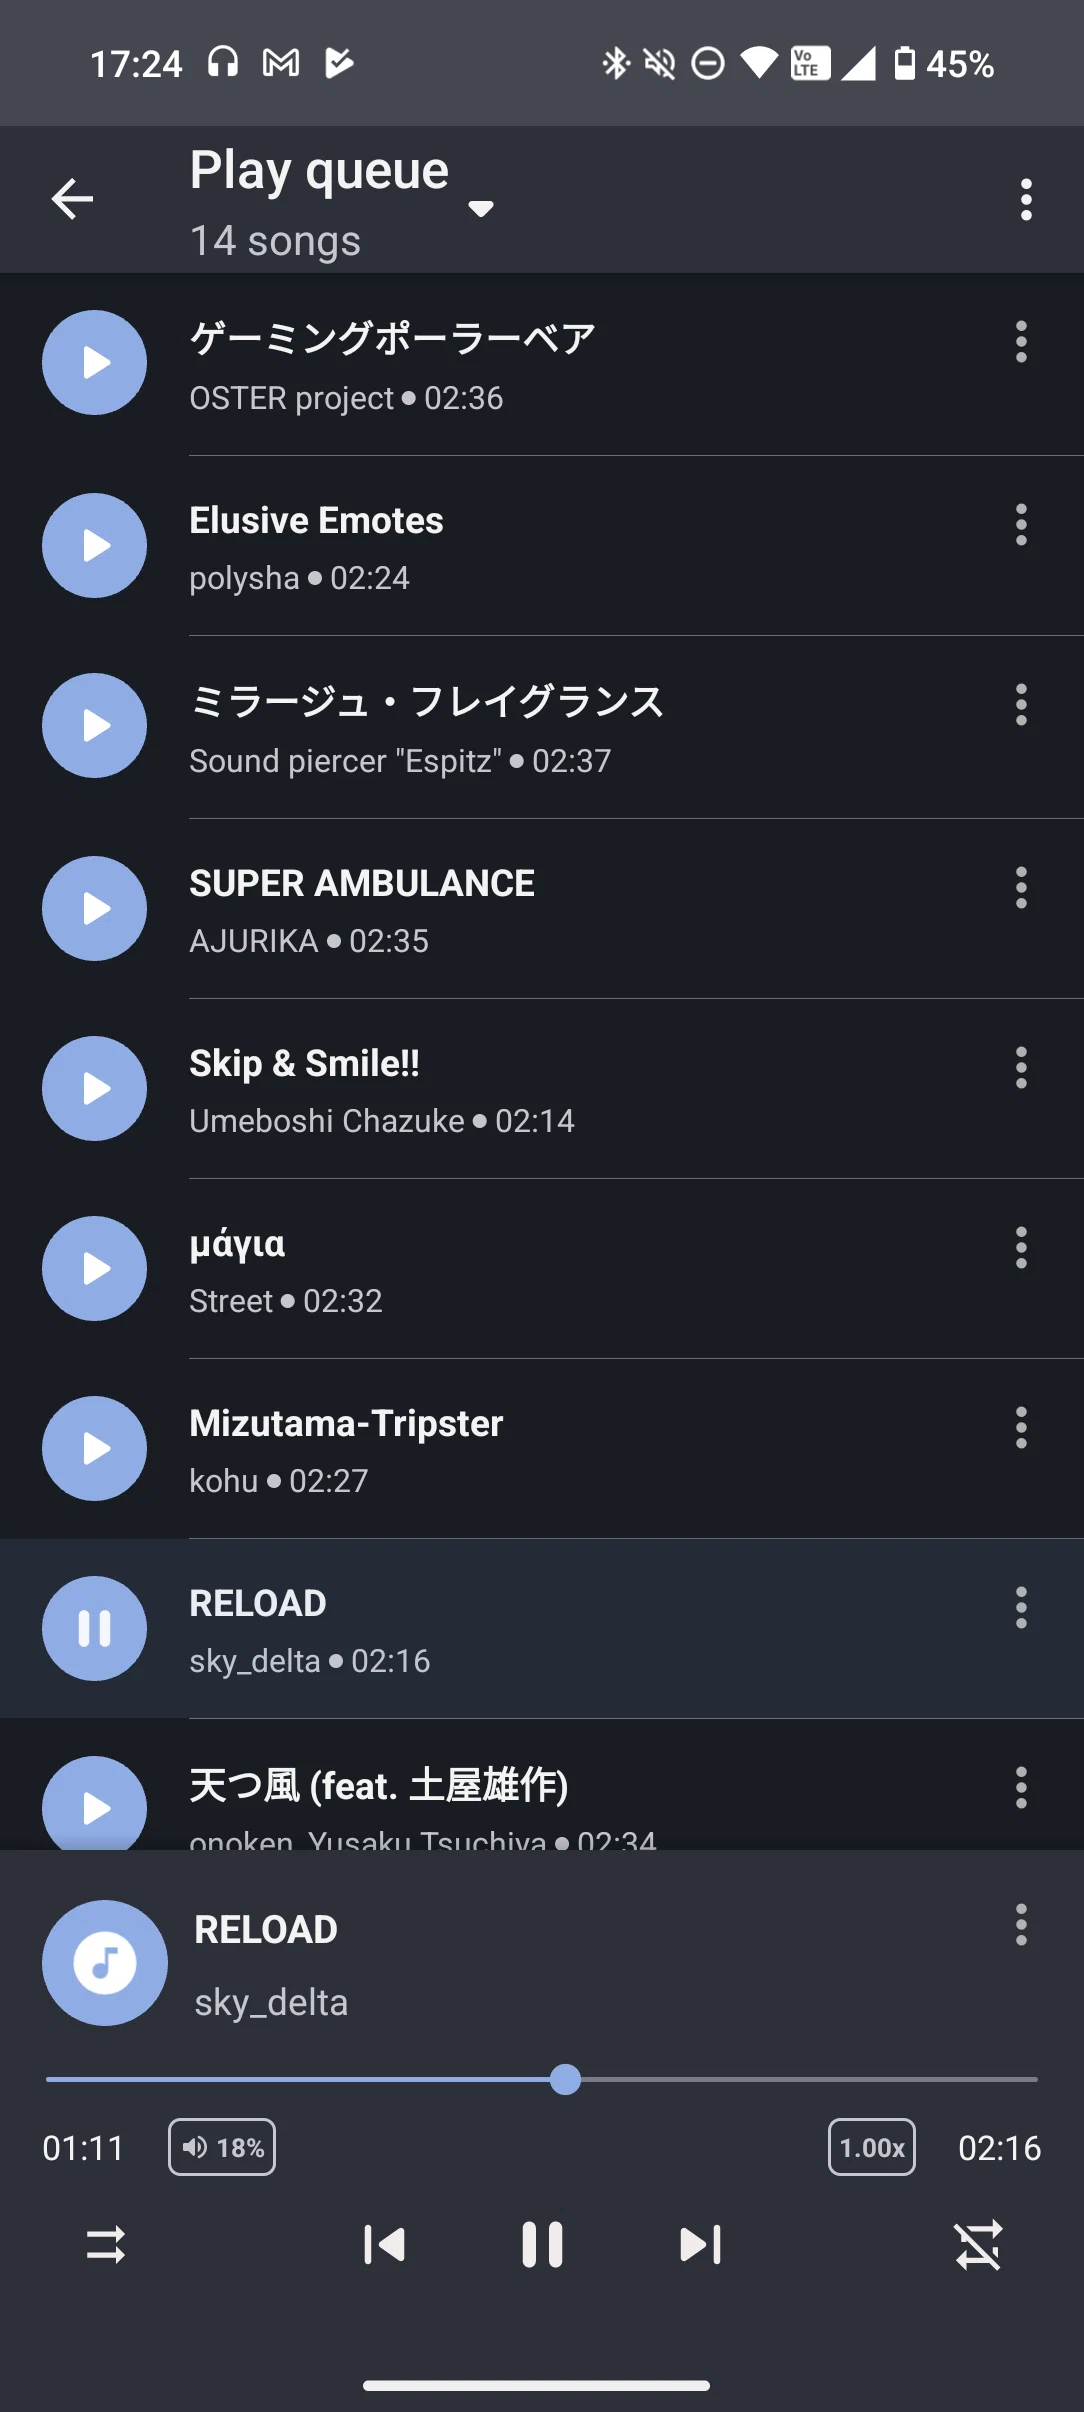 17:24 Vo LTE 45%
Play queue
14 songs
ゲーミングポーラーベア
OSTER project ● 02:36
Elusive Emotes
polysha ● 02:24
ミラージュ・フレイグランス
Sound piercer "Espitz" ● 02:37
SUPER AMBULANCE
AJURIKA ● 02:35
Skip & Smile!!
Umeboshi Chazuke ● 02:14
μάγια
Street ● 02:32
Mizutama-Tripster
kohu ● 02:27
RELOAD
sky_delta ● 02:16
天つ風 (feat. 土屋雄作)
onoken, Yusaku Tsuchiya ● 02:34
RELOAD
sky_delta
01:11 18% 1.00x 02:16